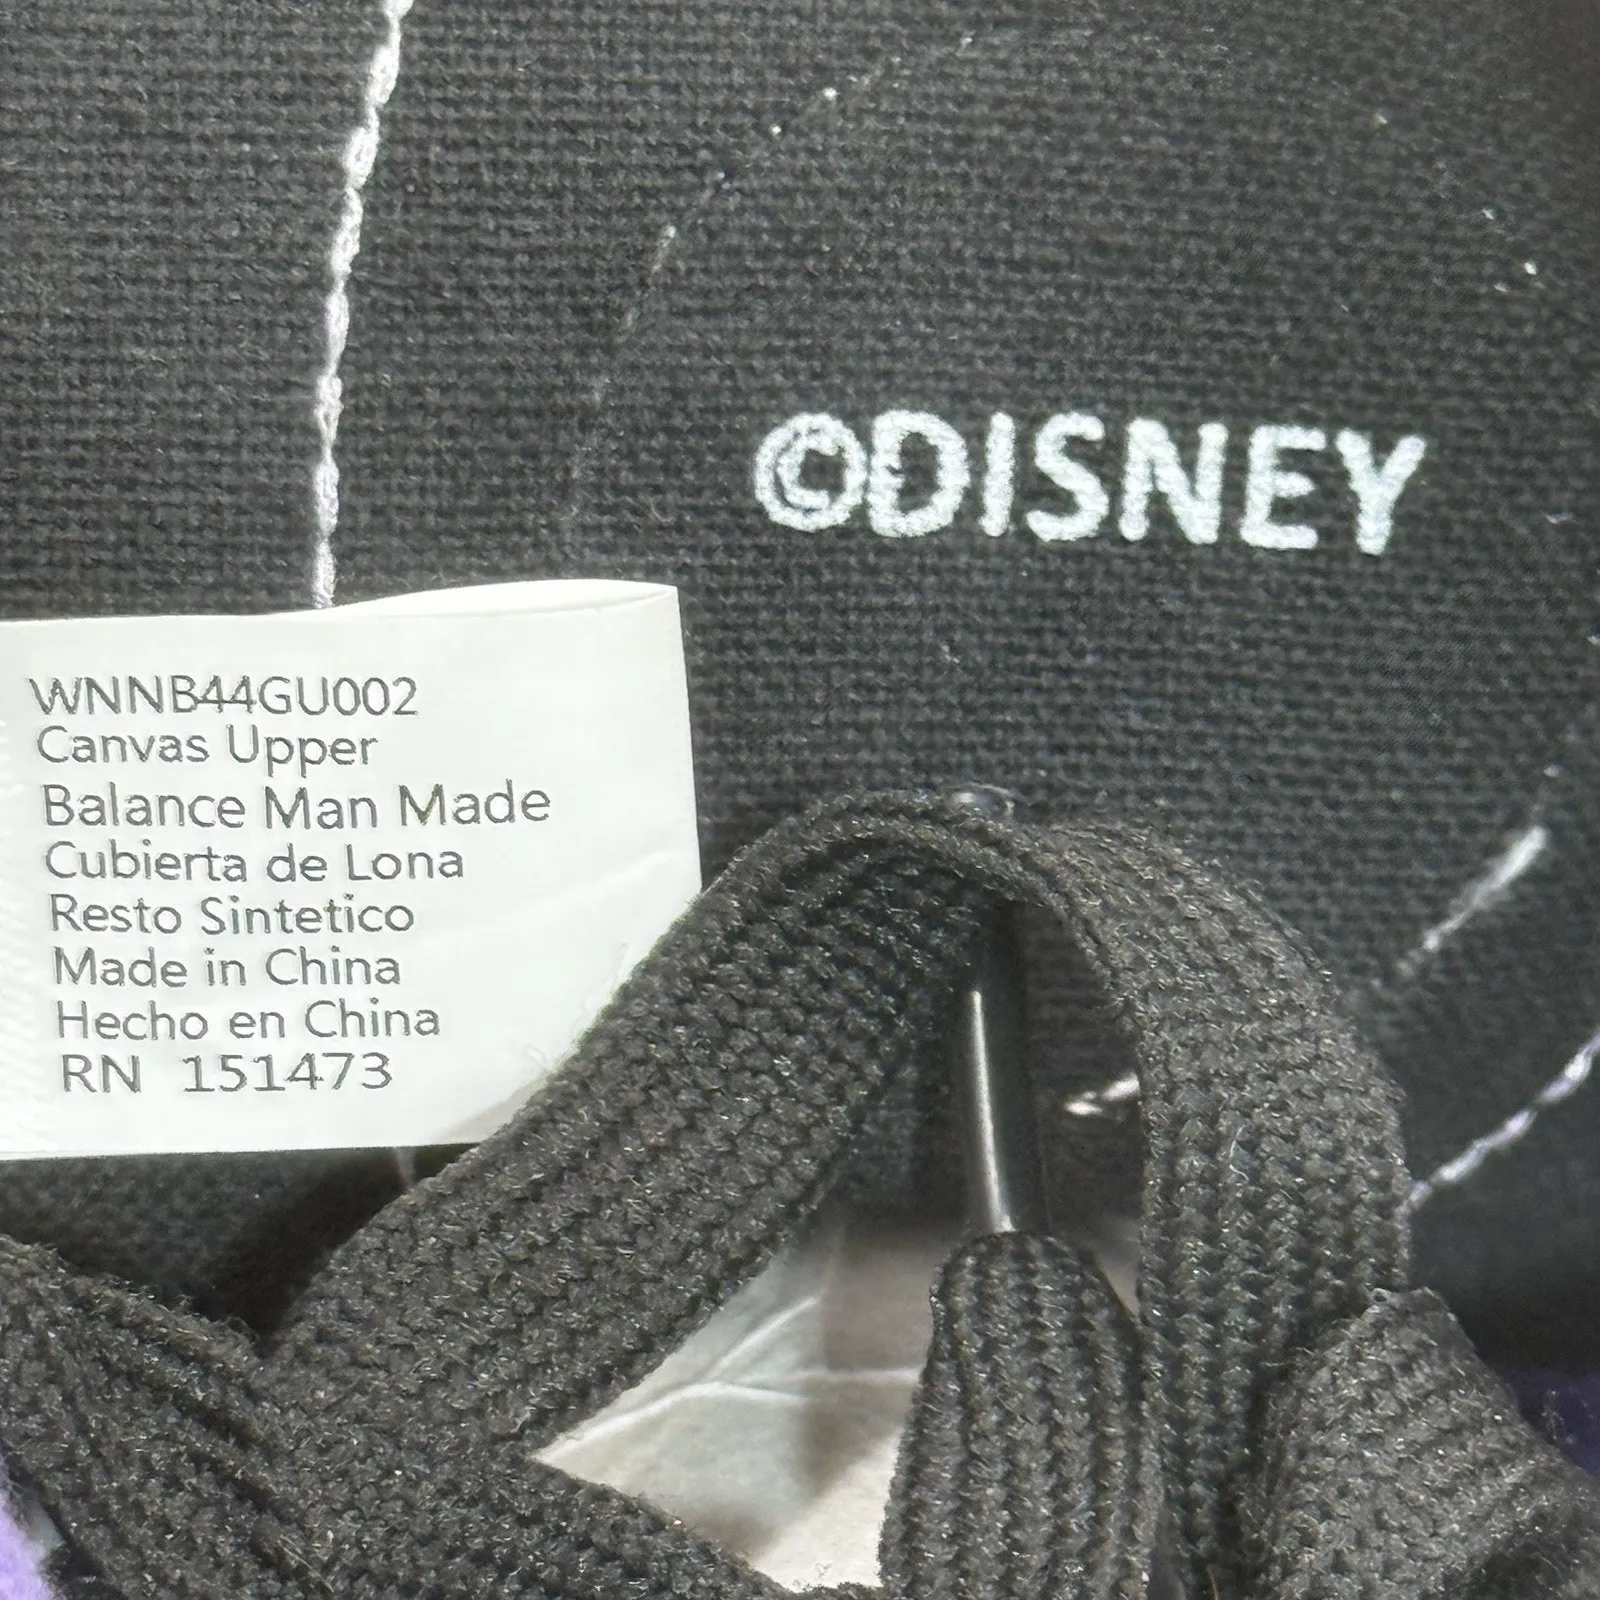 ©DISNEY
WNNB44GU002
Canvas Upper
Balance Man Made
Cubierta de Lona
Resto Sintetico
Made in China
Hecho en China
RN 151473